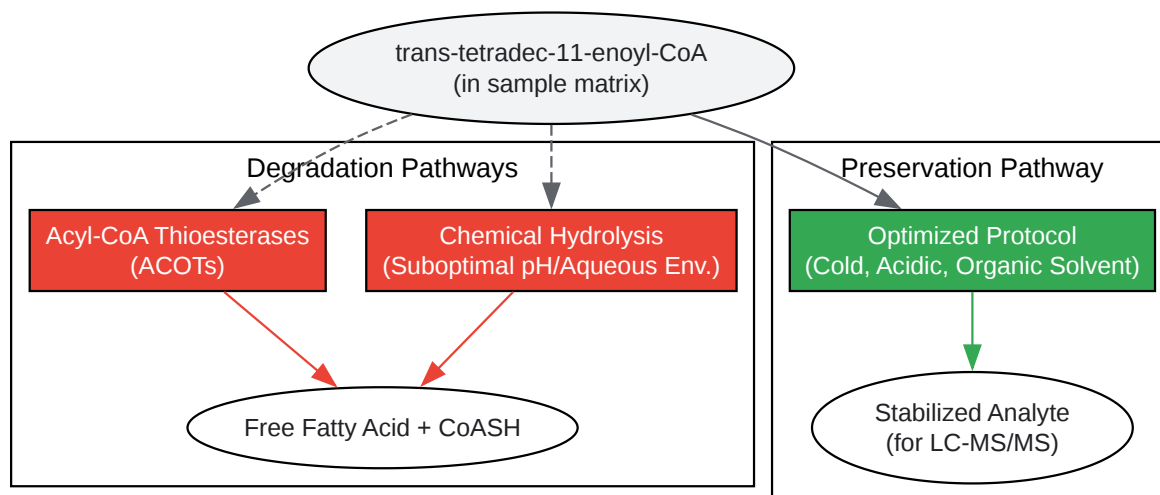 trans-tetradec-11-enoyl-CoA
(in sample matrix)
Degradation Pathways
Preservation Pathway
Acyl-CoA Thioesterases
(ACOTs)
Chemical Hydrolysis
(Suboptimal pH/Aqueous Env.)
Optimized Protocol
(Cold, Acidic, Organic Solvent)
Free Fatty Acid + CoASH
Stabilized Analyte
(for LC-MS/MS)